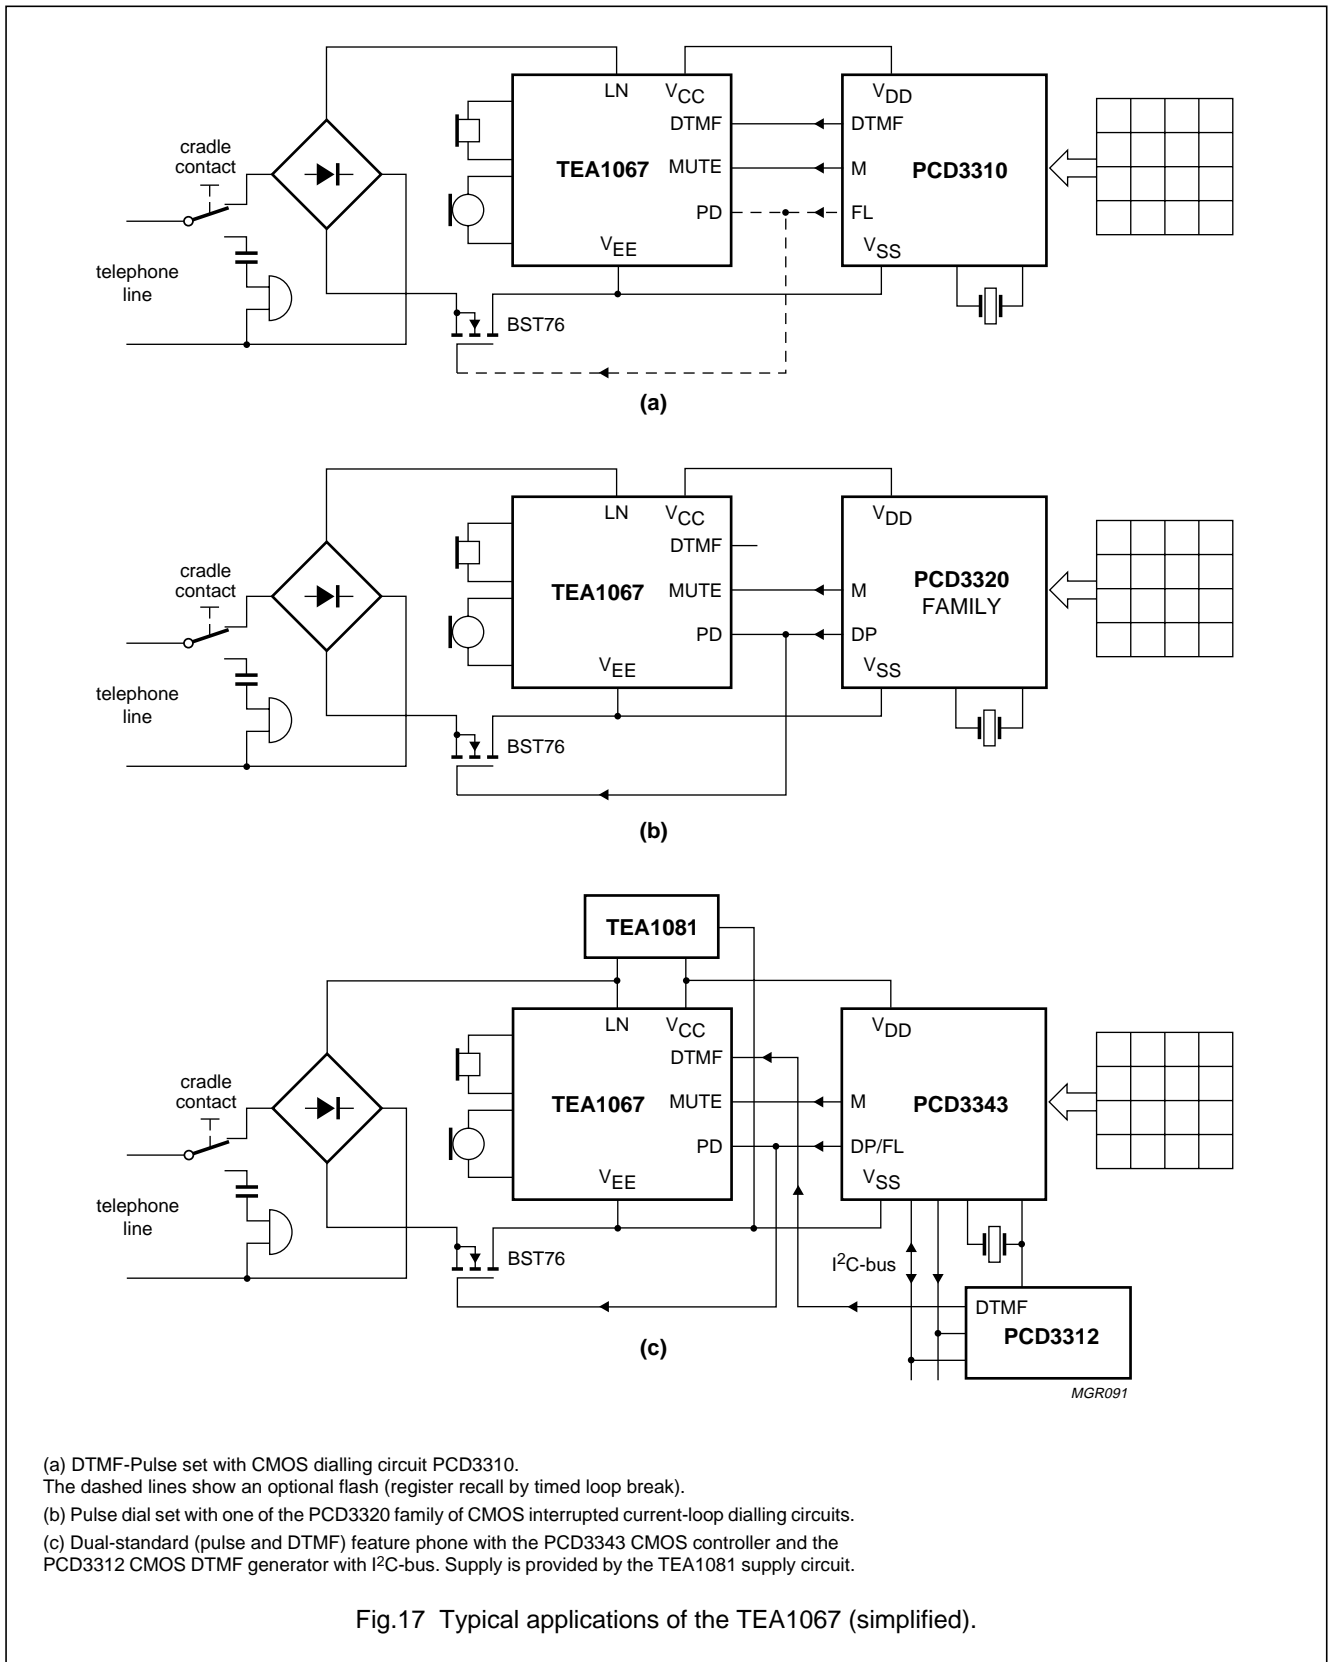 LN
VCC
VDD
DTMF
DTMF
cradle
contact
TEA1067
MUTE
M
PCD3310
PD
FL
VEE
VSS
telephone
line
BST76
(a)
LN
VCC
VDD
DTMF
cradle
contact
TEA1067
MUTE
M
PCD3320
FAMILY
PD
DP
VEE
VSS
telephone
line
BST76
(b)
TEA1081
LN
VCC
VDD
DTMF
cradle
contact
TEA1067
MUTE
M
PCD3343
PD
DP/FL
VEE
VSS
telephone
line
BST76
I²C-bus
DTMF
PCD3312
(c)
MGR091
(a) DTMF-Pulse set with CMOS dialling circuit PCD3310.
The dashed lines show an optional flash (register recall by timed loop break).
(b) Pulse dial set with one of the PCD3320 family of CMOS interrupted current-loop dialling circuits.
(c) Dual-standard (pulse and DTMF) feature phone with the PCD3343 CMOS controller and the
PCD3312 CMOS DTMF generator with I²C-bus. Supply is provided by the TEA1081 supply circuit.
Fig.17 Typical applications of the TEA1067 (simplified).